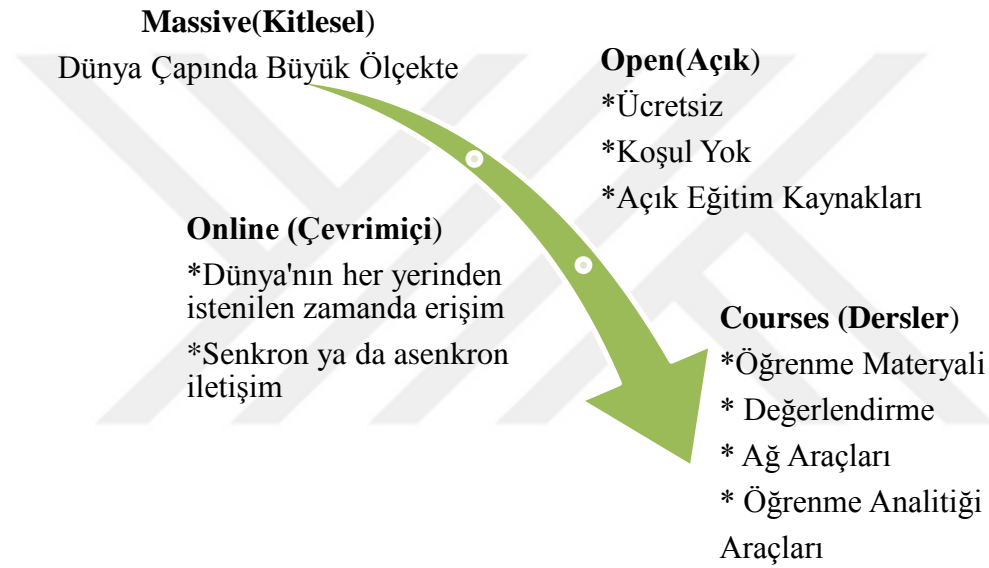 Massive(Kitlesel)
Dünya Çapında Büyük Ölçekte
Open(Açık)
*Ücretsiz
*Koşul Yok
*Açık Eğitim Kaynakları
Online (Çevrimiçi)
*Dünya'nın her yerinden
istenilen zamanda erişim
*Senkron ya da asenkron
iletişim
Courses (Dersler)
*Öğrenme Materyali
* Değerlendirme
* Ağ Araçları
* Öğrenme Analitiği
Araçları